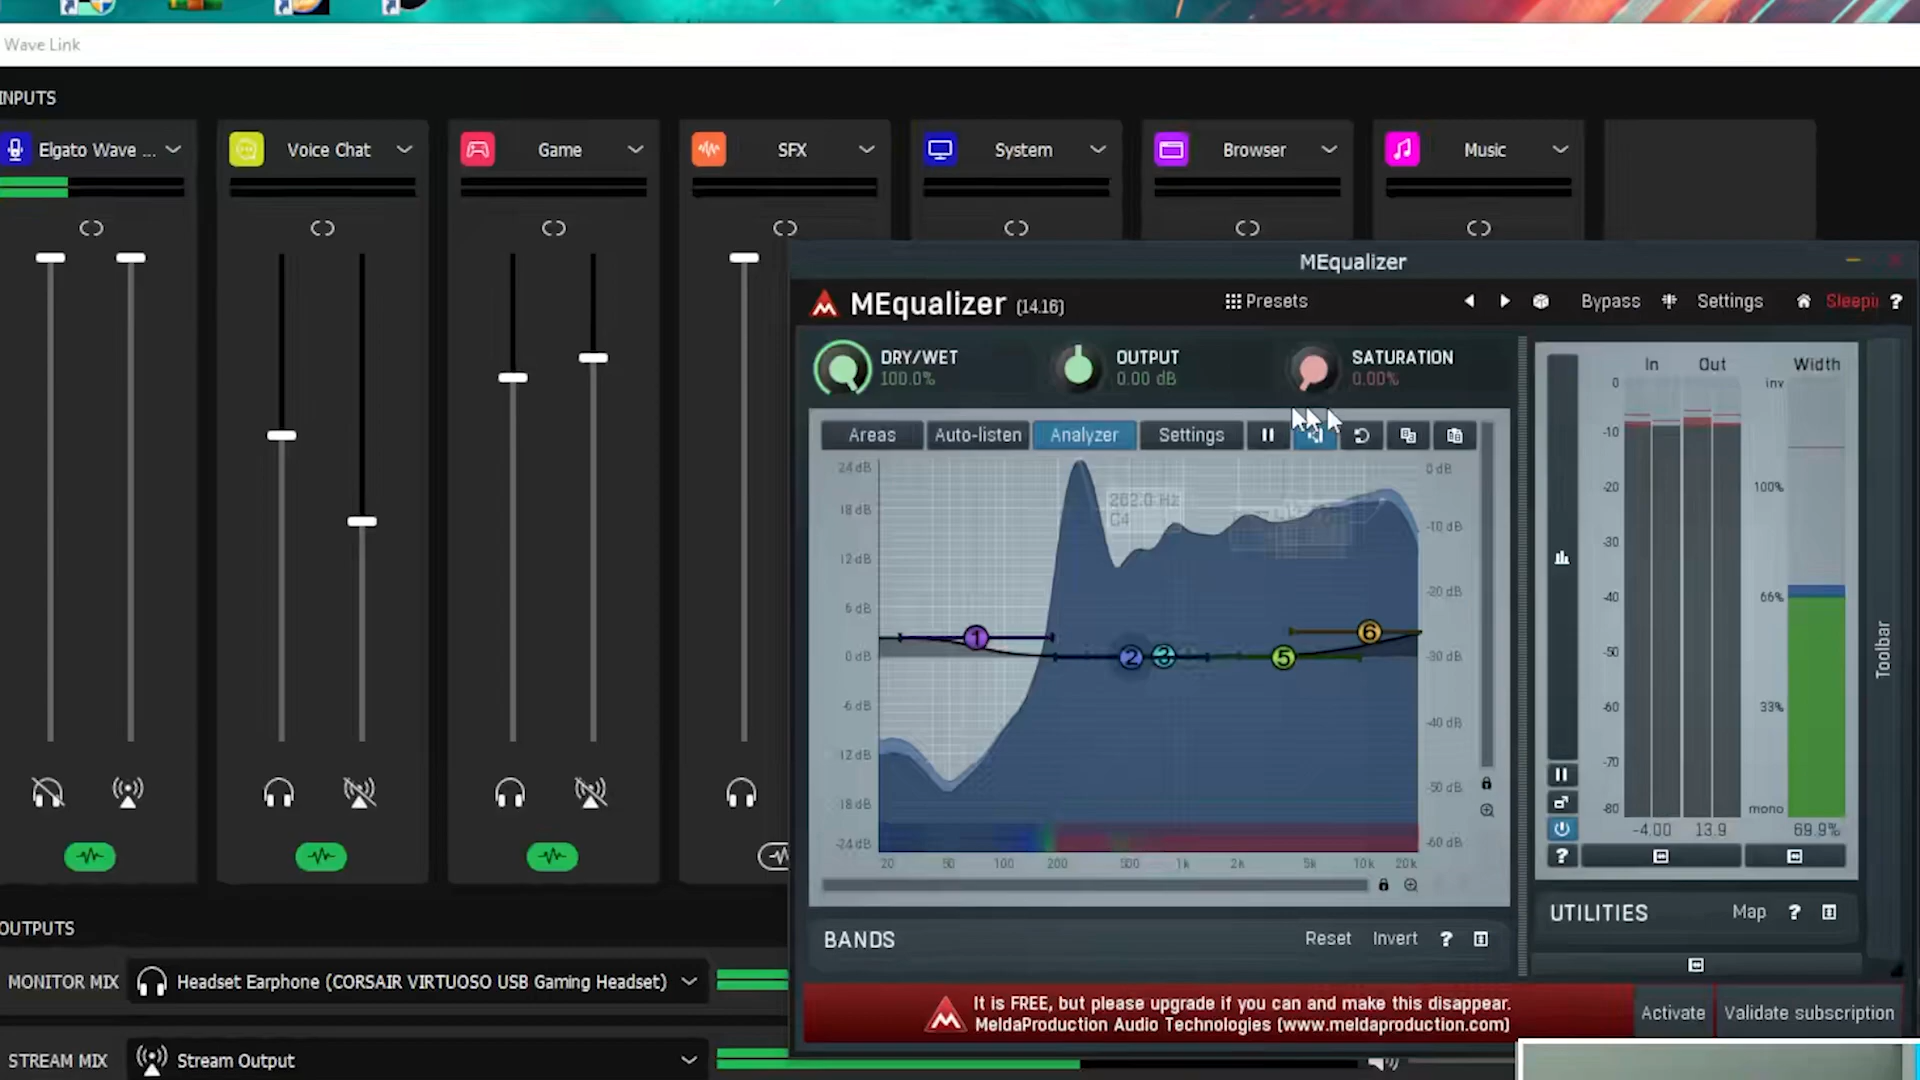 Wave Link
INPUTS
Elgato Wave ...
Voice Chat
Game
SFX
System
Browser
Music
MEqualizer
MEqualizer (14.16)
Presets
Bypass
Settings
?
DRY/WET
100.0%
OUTPUT
0.00 dB
SATURATION
0.00%
Areas
Auto-listen
Analyzer
Settings
24 dB
18 dB
12 dB
6 dB
0 dB
-6 dB
-12 dB
-18 dB
-24 dB
262.0 Hz
C4
1
2
3
5
6
0 dB
-10 dB
-20 dB
-30 dB
-40 dB
-50 dB
-60 dB
20 50 100 200 500 1k 2k 5k 10k 20k
In Out Width
0
-10
-20
-30
-40
-50
-60
-70
-80
inv
100%
66%
33%
mono
-4.00 13.9 69.9%
?
Toolbar
UTILITIES
Map ?
BANDS
Reset Invert ?
It is FREE, but please upgrade if you can and make this disappear.
MeldaProduction Audio Technologies (www.meldaproduction.com)
Activate
Validate subscription
OUTPUTS
MONITOR MIX
Headset Earphone (CORSAIR VIRTUOSO USB Gaming Headset)
STREAM MIX
Stream Output